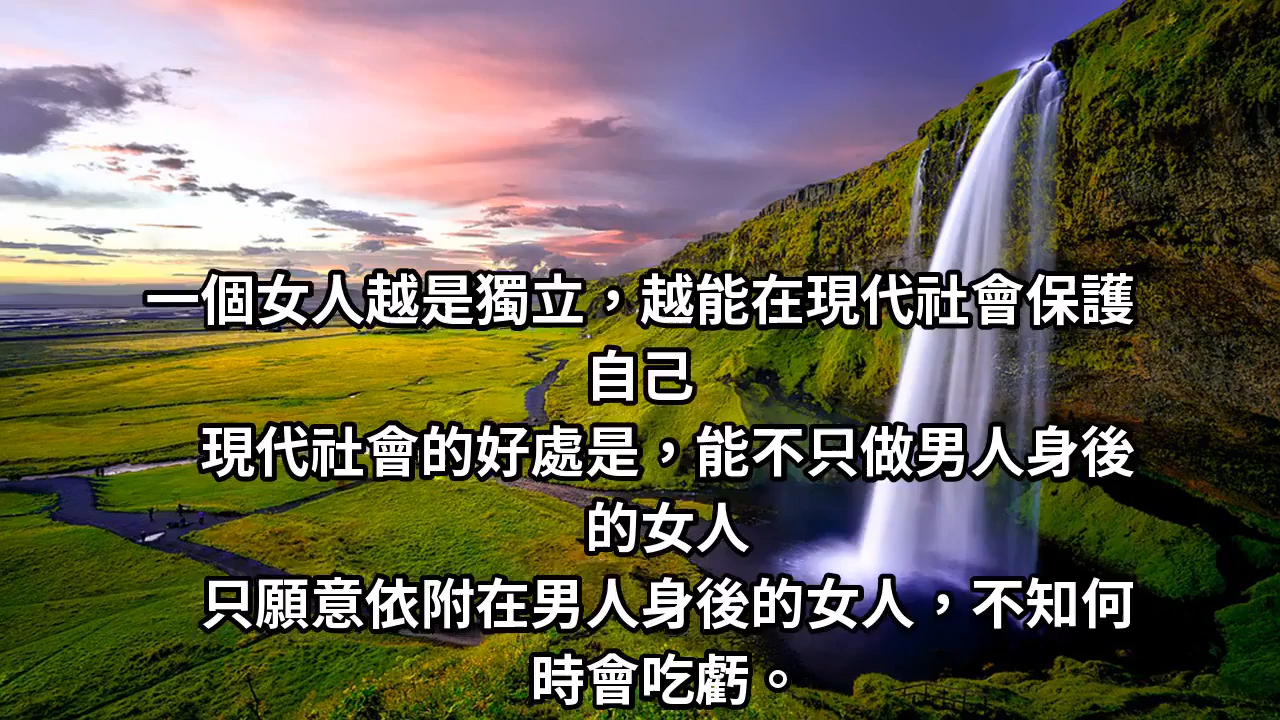 一個女人越是獨立，越能在現代社會保護
自己
現代社會的好處是，能不只做男人身後
的女人
只願意依附在男人身後的女人，不知何
時會吃虧。